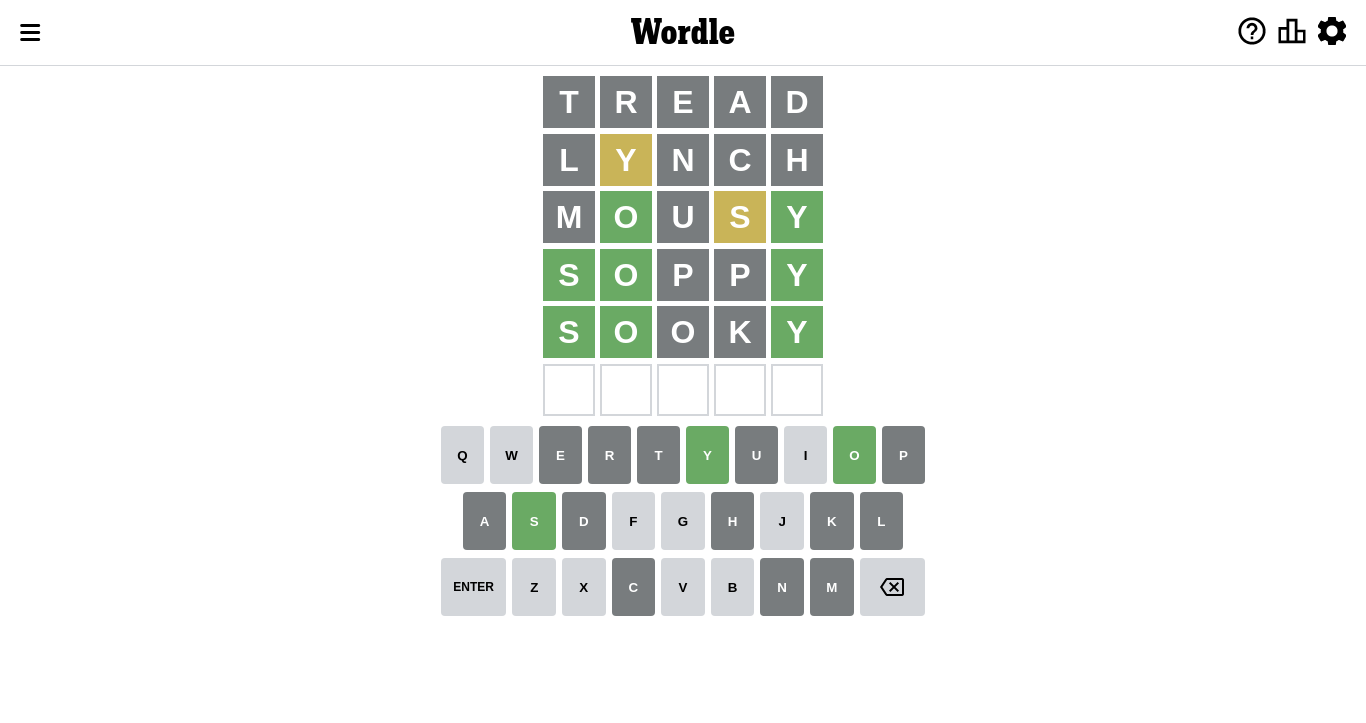 Wordle
T R E A D
L Y N C H
M O U S Y
S O P P Y
S O O K Y
Q W E R T Y U I O P
A S D F G H J K L
ENTER Z X C V B N M